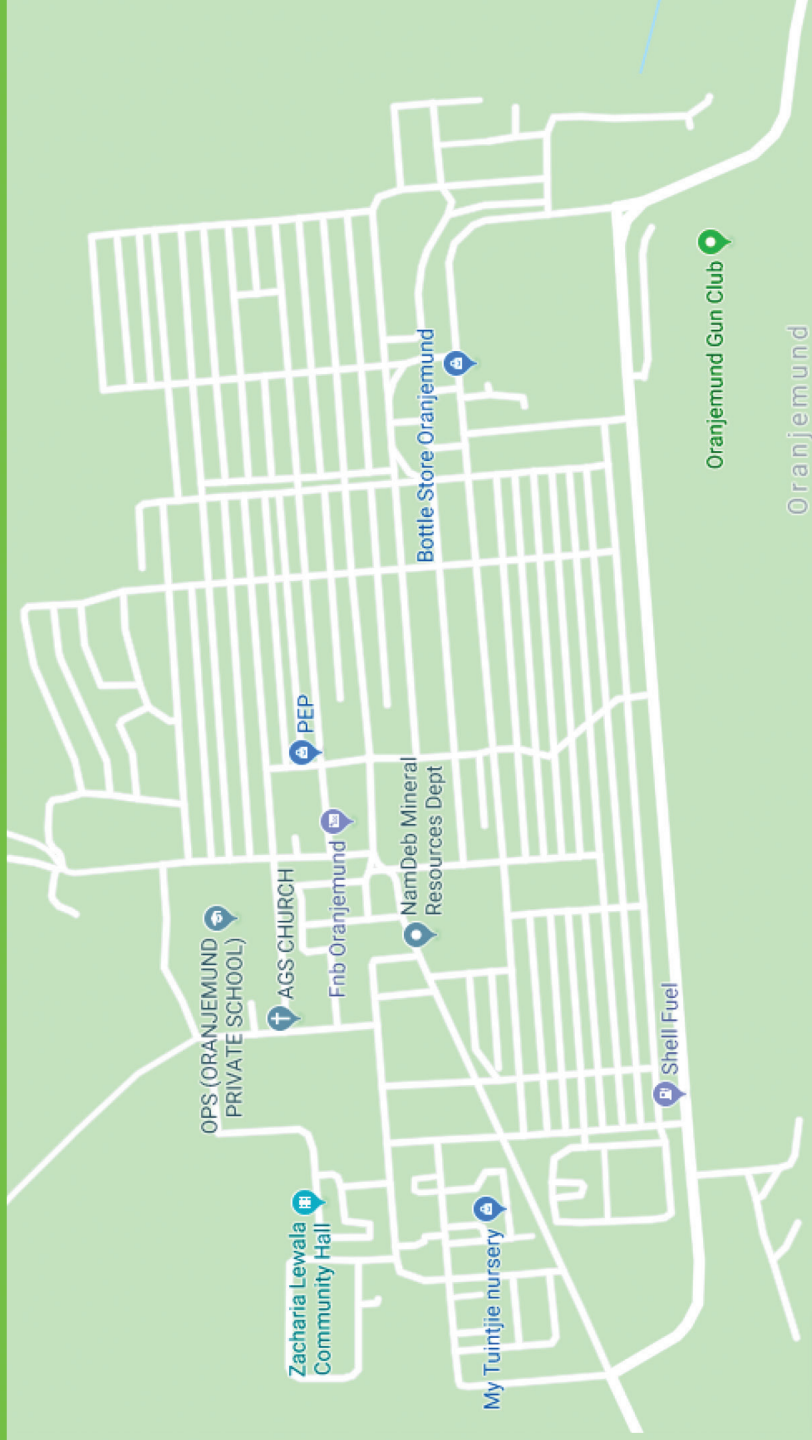 OPS (ORANJEMUND
PRIVATE SCHOOL)
Zacharia Lewala
Community Hall
AGS CHURCH
PEP
Fnb Oranjemund
NamDeb Mineral
Resources Dept
Bottle Store Oranjemund
My Tuintjie nursery
Shell Fuel
Oranjemund Gun Club
Oranjemund